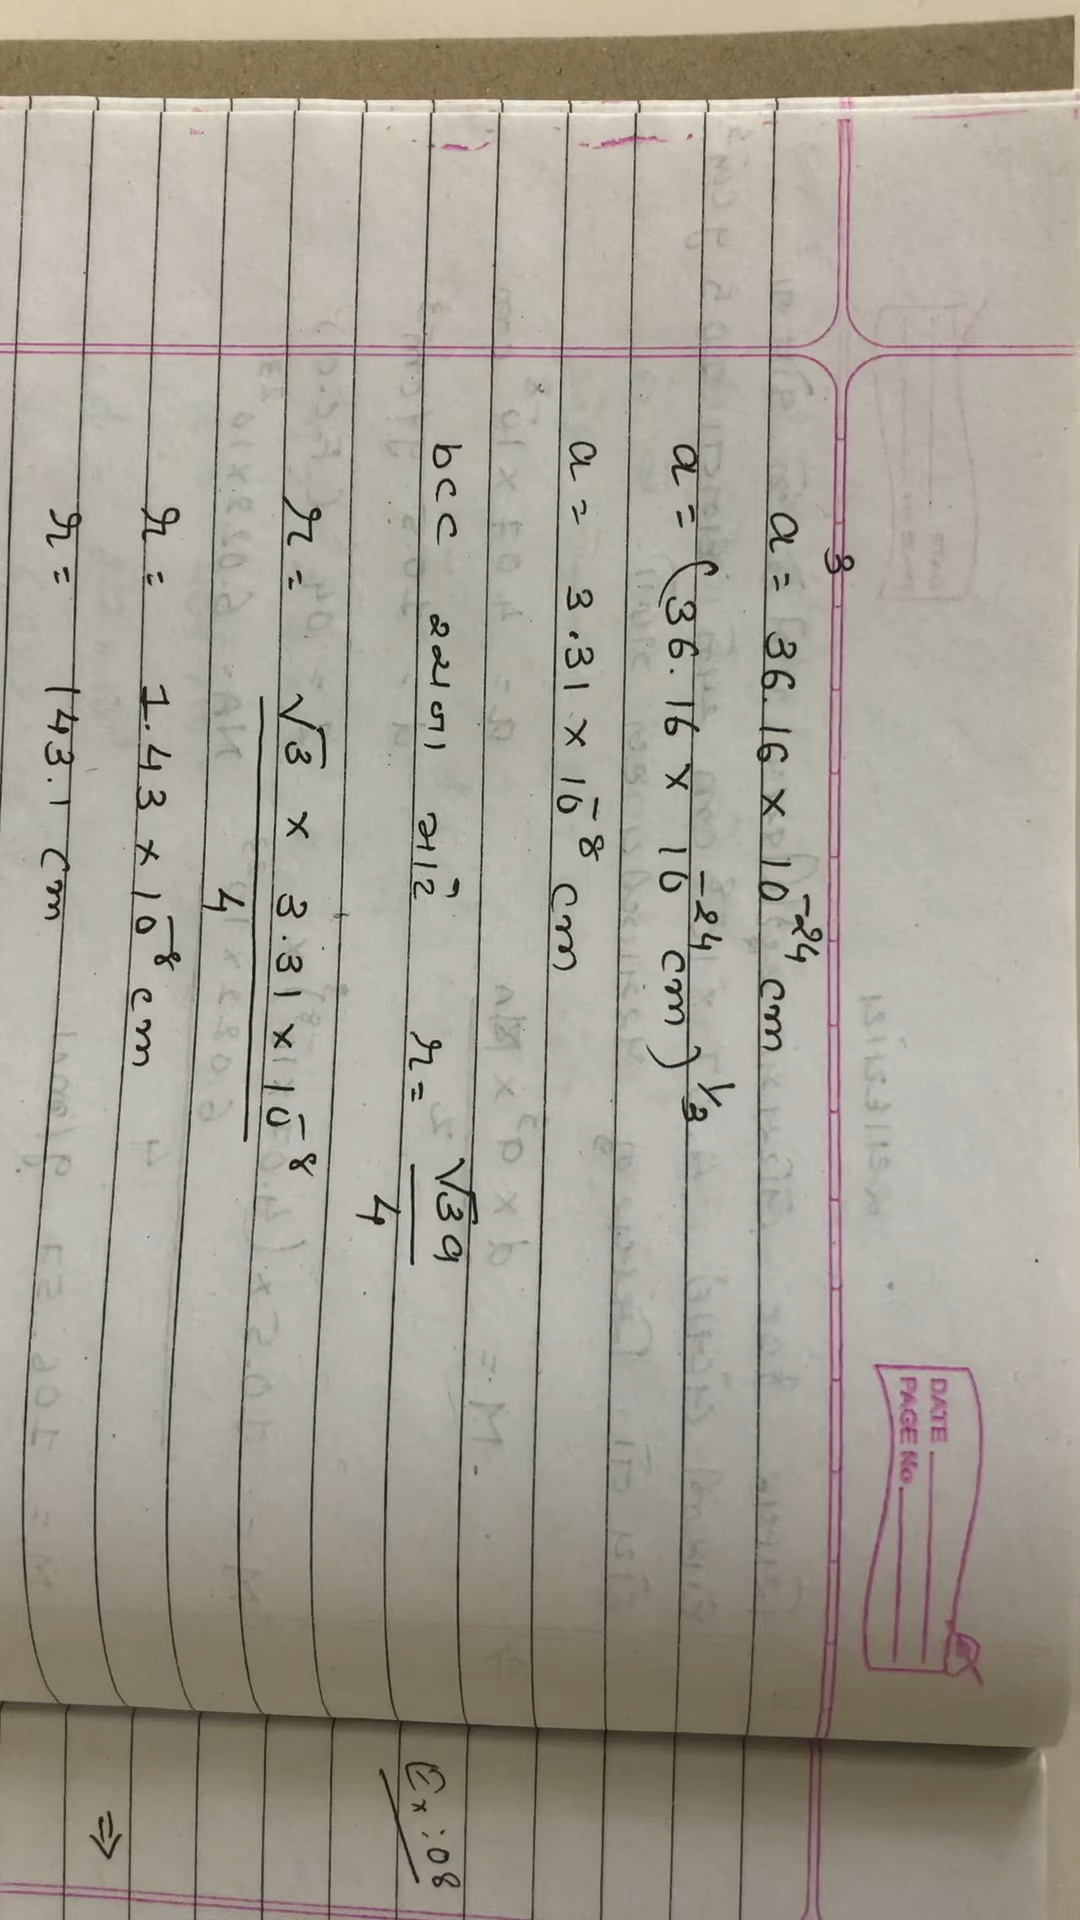 DATE
PAGE No.
a³ = 36.16 × 10⁻²⁴ cm
a = (36.16 × 10⁻²⁴ cm)^1/3
a = 3.31 × 10⁻⁸ cm
bcc રચના માટે r = √3a / 4
r = √3 × 3.31 × 10⁻⁸ / 4
r = 1.43 × 10⁻⁸ cm
r = 143.1 cm
Ex :08
⇒